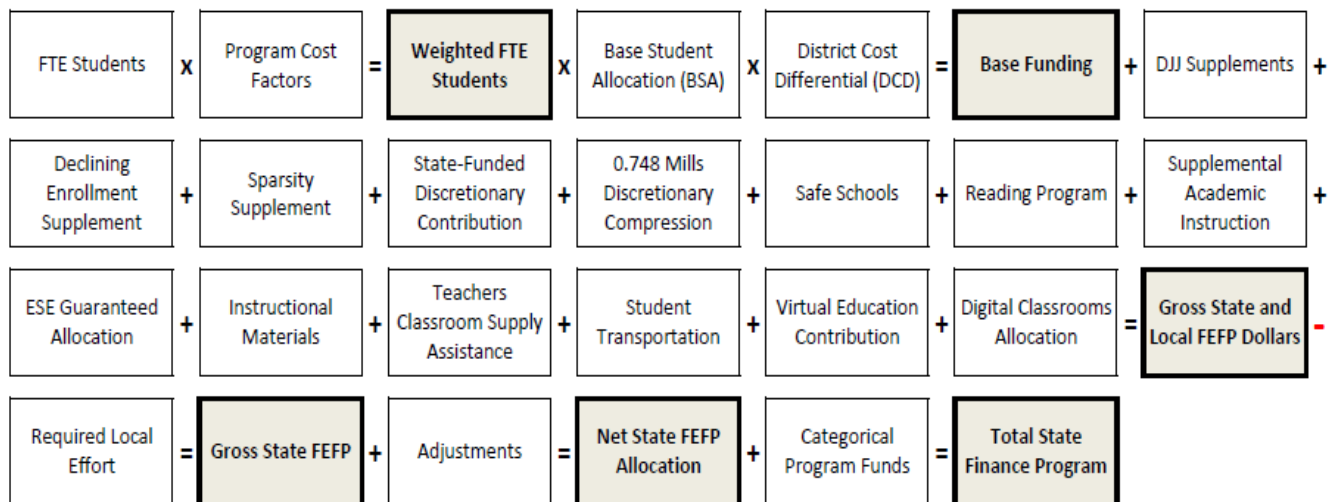 FTE Students x Program Cost Factors = Weighted FTE Students x Base Student Allocation (BSA) x District Cost Differential (DCD) = Base Funding + DJJ Supplements +
Declining Enrollment Supplement + Sparsity Supplement + State-Funded Discretionary Contribution + 0.748 Mills Discretionary Compression + Safe Schools + Reading Program + Supplemental Academic Instruction +
ESE Guaranteed Allocation + Instructional Materials + Teachers Classroom Supply Assistance + Student Transportation + Virtual Education Contribution + Digital Classrooms Allocation = Gross State and Local FEFP Dollars -
Required Local Effort = Gross State FEFP + Adjustments = Net State FEFP Allocation + Categorical Program Funds = Total State Finance Program